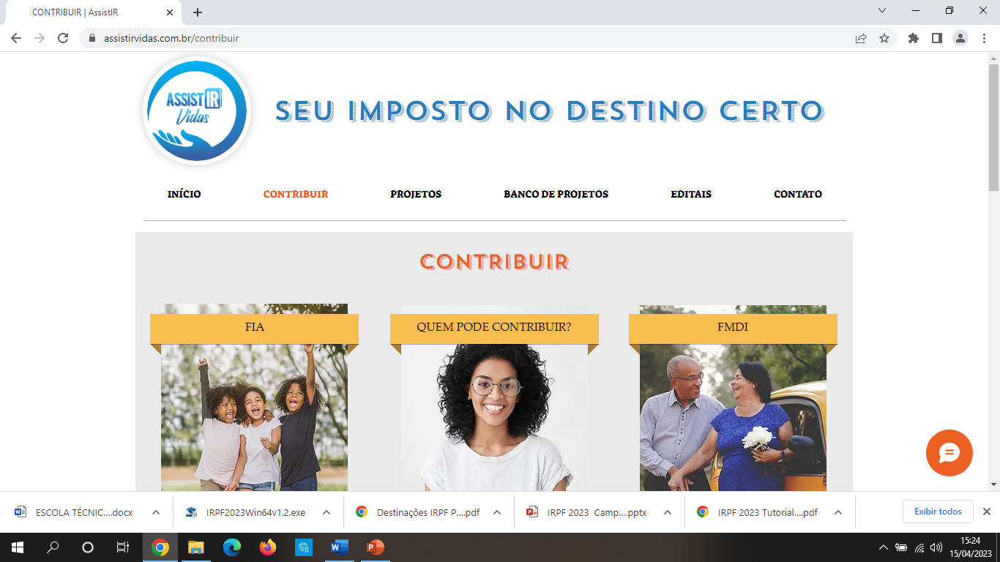 CONTRIBUIR | AssistIR
assistirvidas.com.br/contribuir
ASSISTIR
Vidas
SEU IMPOSTO NO DESTINO CERTO
INÍCIO
CONTRIBUIR
PROJETOS
BANCO DE PROJETOS
EDITAIS
CONTATO
CONTRIBUIR
FIA
QUEM PODE CONTRIBUIR?
FMDI
ESCOLA TÉCNIC....docx
IRPF2023Win64v1.2.exe
Destinações IRPF P....pdf
IRPF 2023 Camp....pptx
IRPF 2023 Tutorial....pdf
Exibir todos
15:24
15/04/2023